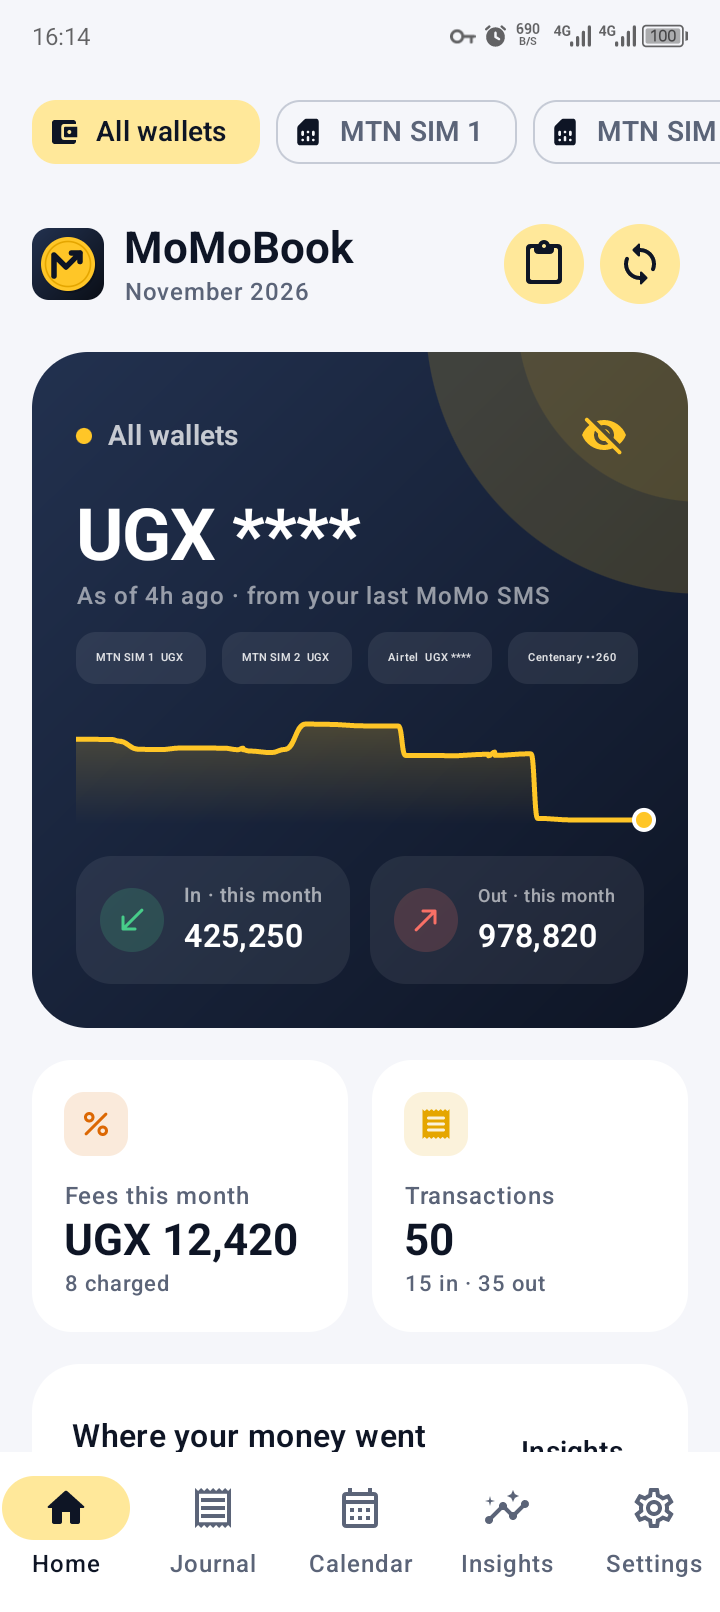 16:14
690 B/S 4G 4G 100
All wallets
MTN SIM 1
MTN SIM
MoMoBook
November 2026
All wallets
UGX ****
As of 4h ago · from your last MoMo SMS
MTN SIM 1 UGX
MTN SIM 2 UGX
Airtel UGX ****
Centenary ••260
In · this month
425,250
Out · this month
978,820
Fees this month
UGX 12,420
8 charged
Transactions
50
15 in · 35 out
Where your money went
Insights
Home
Journal
Calendar
Insights
Settings